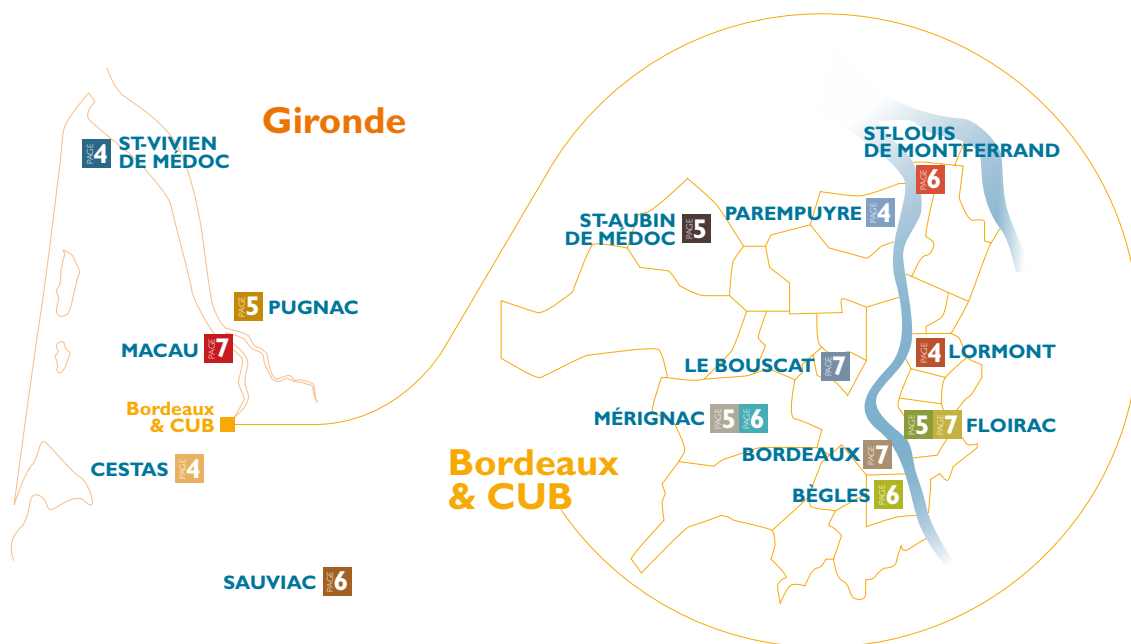 Gironde
PAGE 4 ST-VIVIEN
DE MÉDOC
PAGE 5 PUGNAC
MACAU PAGE 7
Bordeaux
& CUB
CESTAS PAGE 4
SAUVIAC PAGE 6
Bordeaux
& CUB
ST-LOUIS
DE MONTFERRAND
PAGE 6
PAREMPUYRE PAGE 4
ST-AUBIN
DE MÉDOC PAGE 5
PAGE 4 LORMONT
LE BOUSCAT PAGE 7
MÉRIGNAC PAGE 5 PAGE 6
PAGE 5 PAGE 7 FLOIRAC
BORDEAUX PAGE 7
BÈGLES PAGE 6